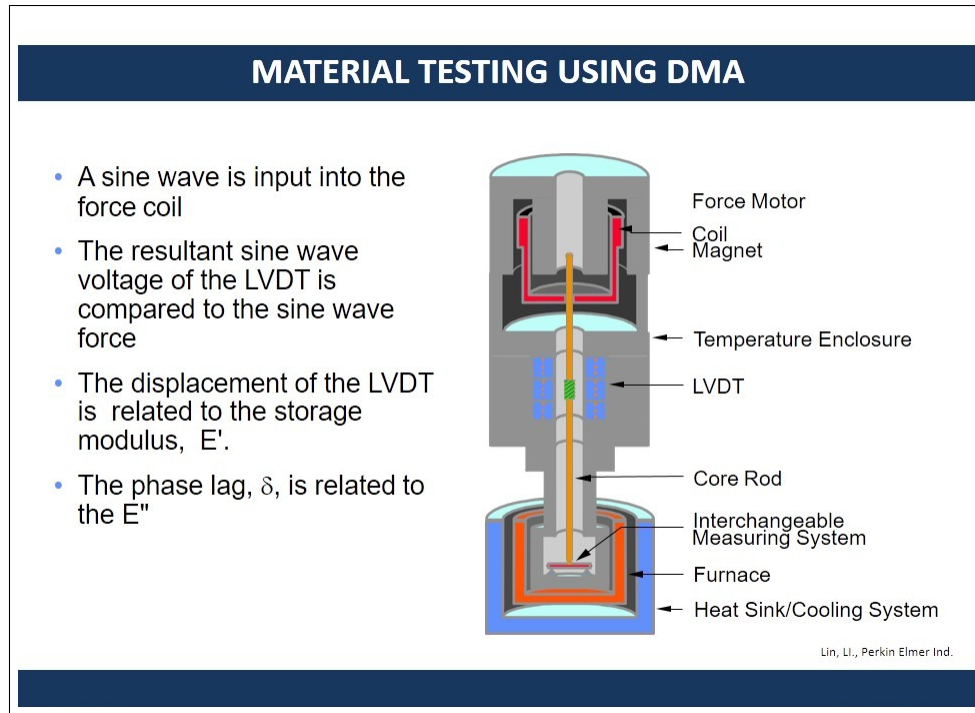 MATERIAL TESTING USING DMA
• A sine wave is input into the
force coil
• The resultant sine wave
voltage of the LVDT is
compared to the sine wave
force
• The displacement of the LVDT
is related to the storage
modulus, E'.
• The phase lag, δ, is related to
the E"
Force Motor
Coil
Magnet
Temperature Enclosure
LVDT
Core Rod
Interchangeable
Measuring System
Furnace
Heat Sink/Cooling System
Lin, LI., Perkin Elmer Ind.